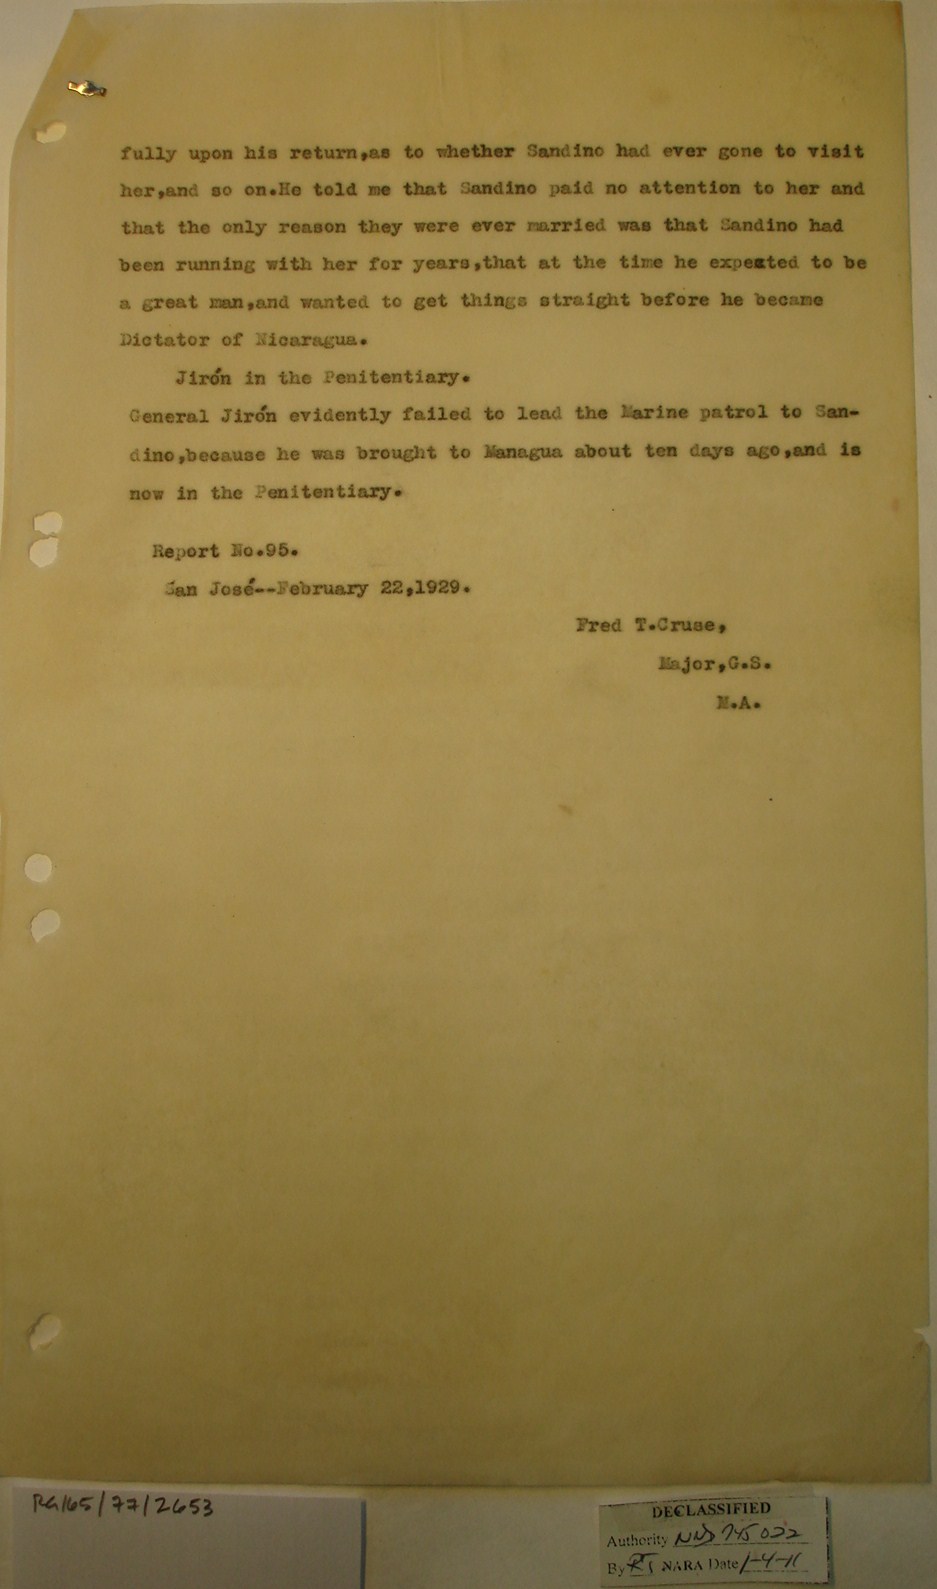 fully upon his return,as to whether Sandino had ever gone to visit
her,and so on.He told me that Sandino paid no attention to her and
that the only reason they were ever married was that Sandino had
been running with her for years,that at the time he expected to be
a great man,and wanted to get things straight before he became
Dictator of Nicaragua.
Jirón in the Penitentiary.
General Jirón evidently failed to lead the Marine patrol to San-
dino,because he was brought to Managua about ten days ago,and is
now in the Penitentiary.
Report No.95.
San José--February 22,1929.
Fred T.Cruse,
Major,G.S.
M.A.
RG165/77/2653
DECLASSIFIED
Authority NND 745022
By RT NARA Date 1-4-11